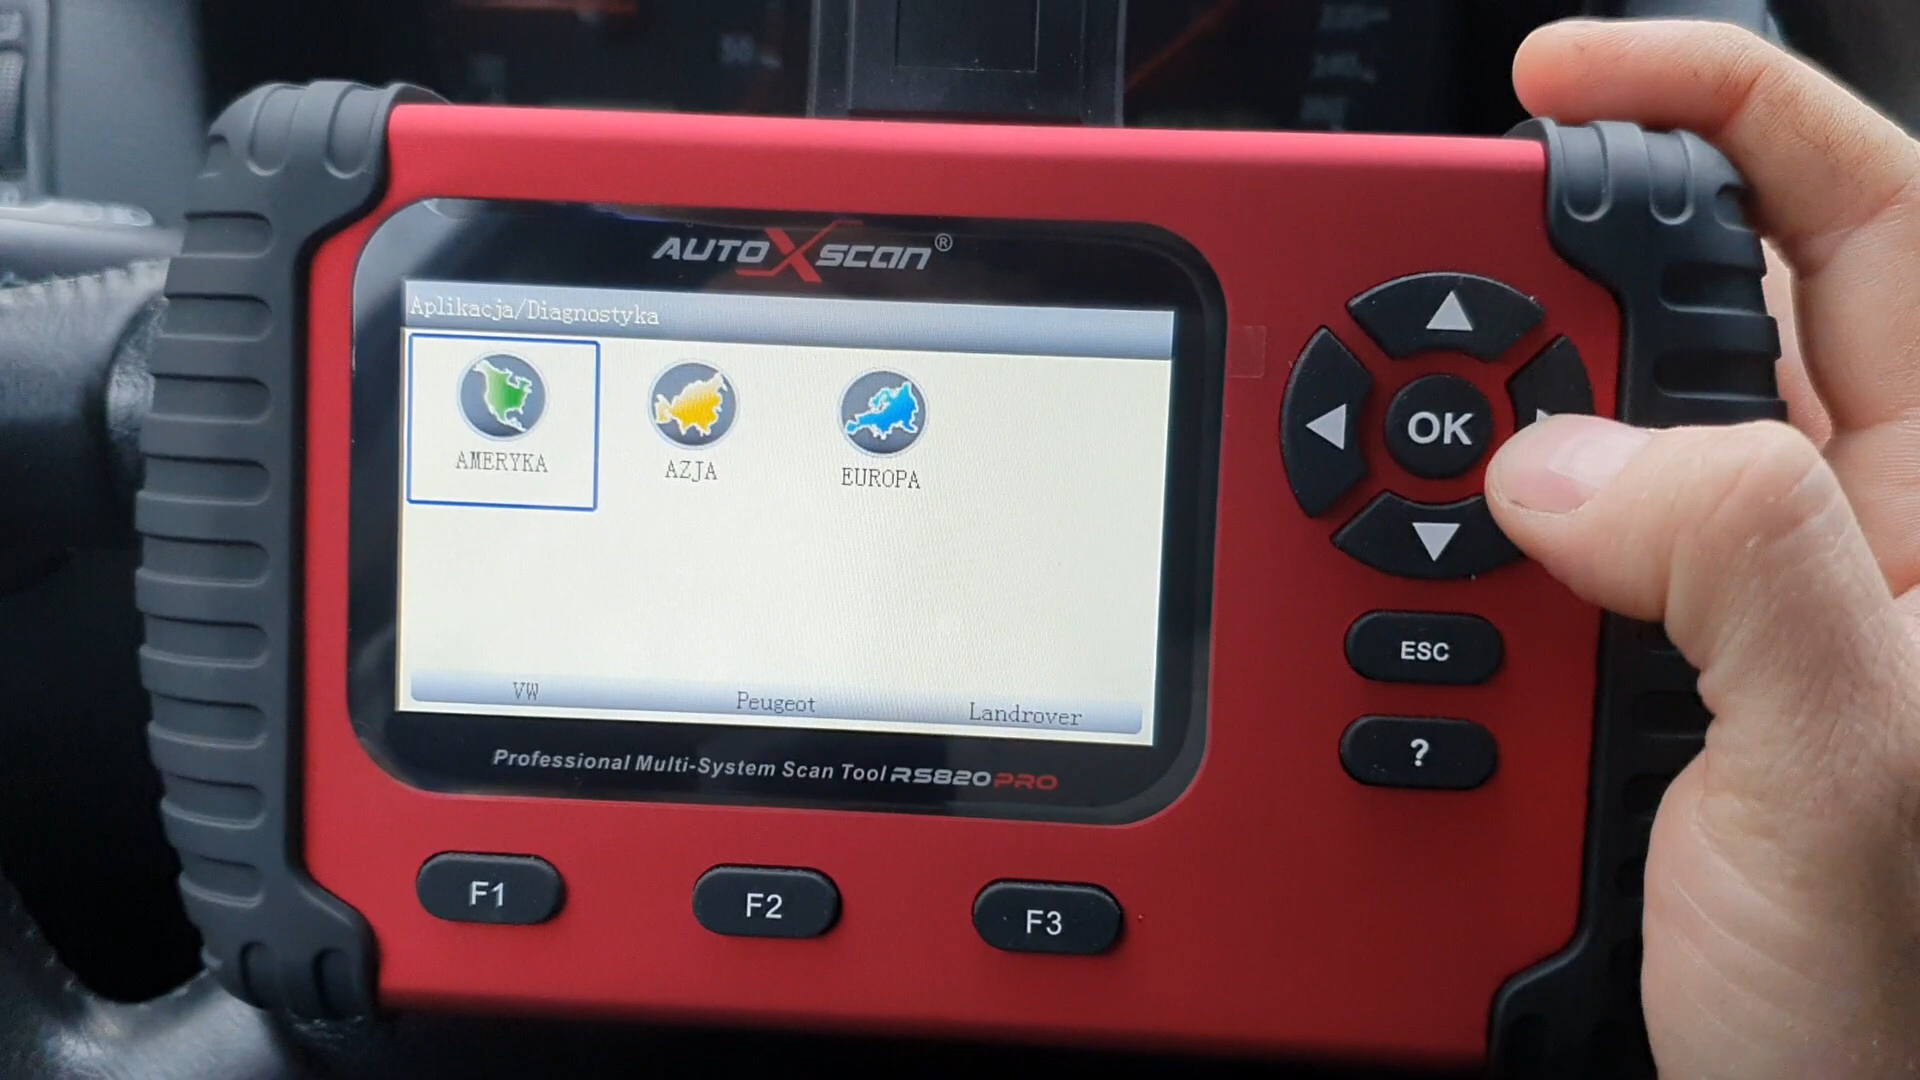 AUTOXSCAN®
Aplikacja/Diagnostyka
AMERYKA
AZJA
EUROPA
VW
Peugeot
Landrover
Professional Multi-System Scan Tool RS820PRO
OK
ESC
?
F1
F2
F3